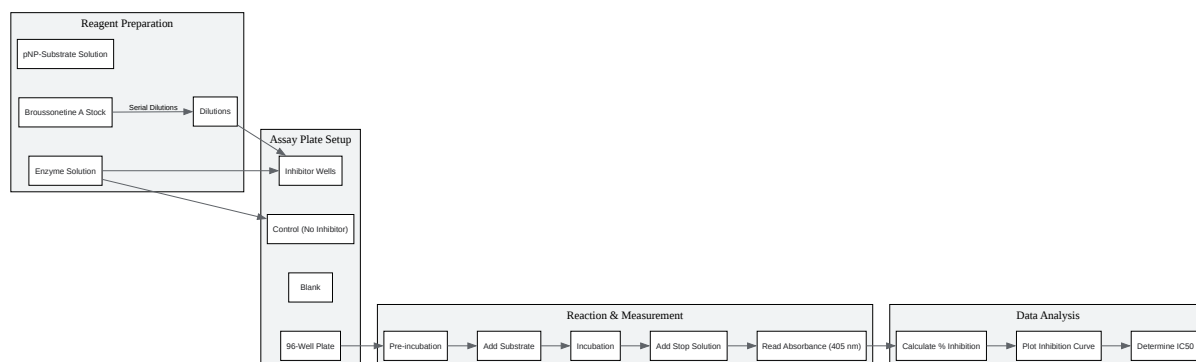 Reagent Preparation
pNP-Substrate Solution
Broussonetine A Stock
Serial Dilutions
Dilutions
Enzyme Solution
Assay Plate Setup
Inhibitor Wells
Control (No Inhibitor)
Blank
96-Well Plate
Reaction & Measurement
Pre-incubation
Add Substrate
Incubation
Add Stop Solution
Read Absorbance (405 nm)
Data Analysis
Calculate % Inhibition
Plot Inhibition Curve
Determine IC50